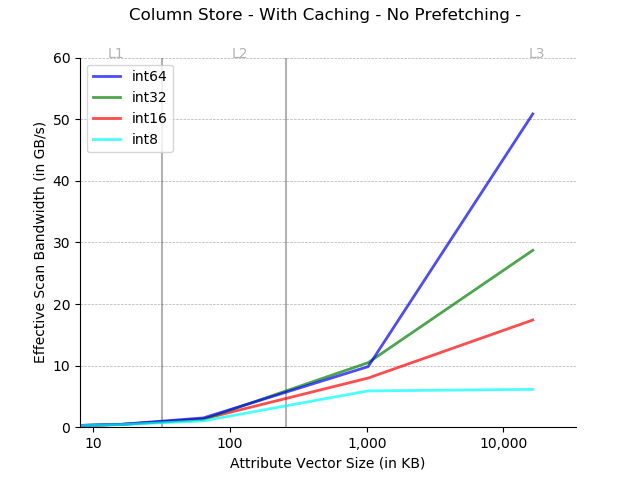 Column Store - With Caching - No Prefetching -
L1
L2
L3
int64
int32
int16
int8
60
50
40
30
20
10
0
10
100
1,000
10,000
Effective Scan Bandwidth (in GB/s)
Attribute Vector Size (in KB)